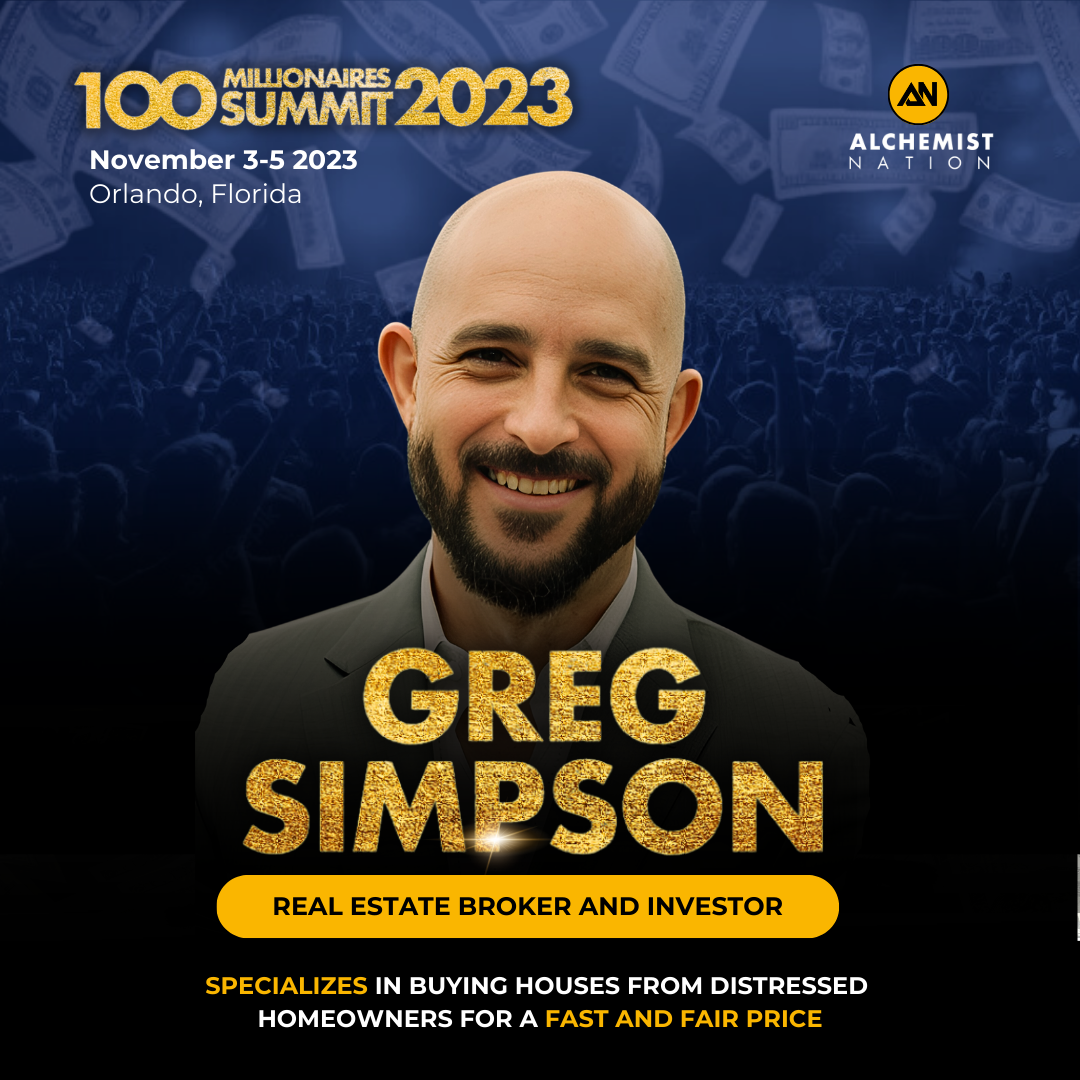 100 MILLIONAIRES SUMMIT 2023
November 3-5 2023
Orlando, Florida
AN
ALCHEMIST
NATION
GREG
SIMPSON
REAL ESTATE BROKER AND INVESTOR
SPECIALIZES IN BUYING HOUSES FROM DISTRESSED
HOMEOWNERS FOR A FAST AND FAIR PRICE